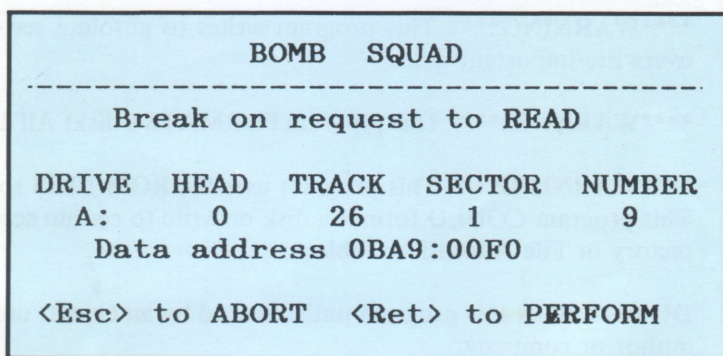 BOMB SQUAD
Break on request to READ
DRIVE HEAD TRACK SECTOR NUMBER
A: 0 26 1 9
Data address 0BA9:00F0
<Esc> to ABORT <Ret> to PERFORM